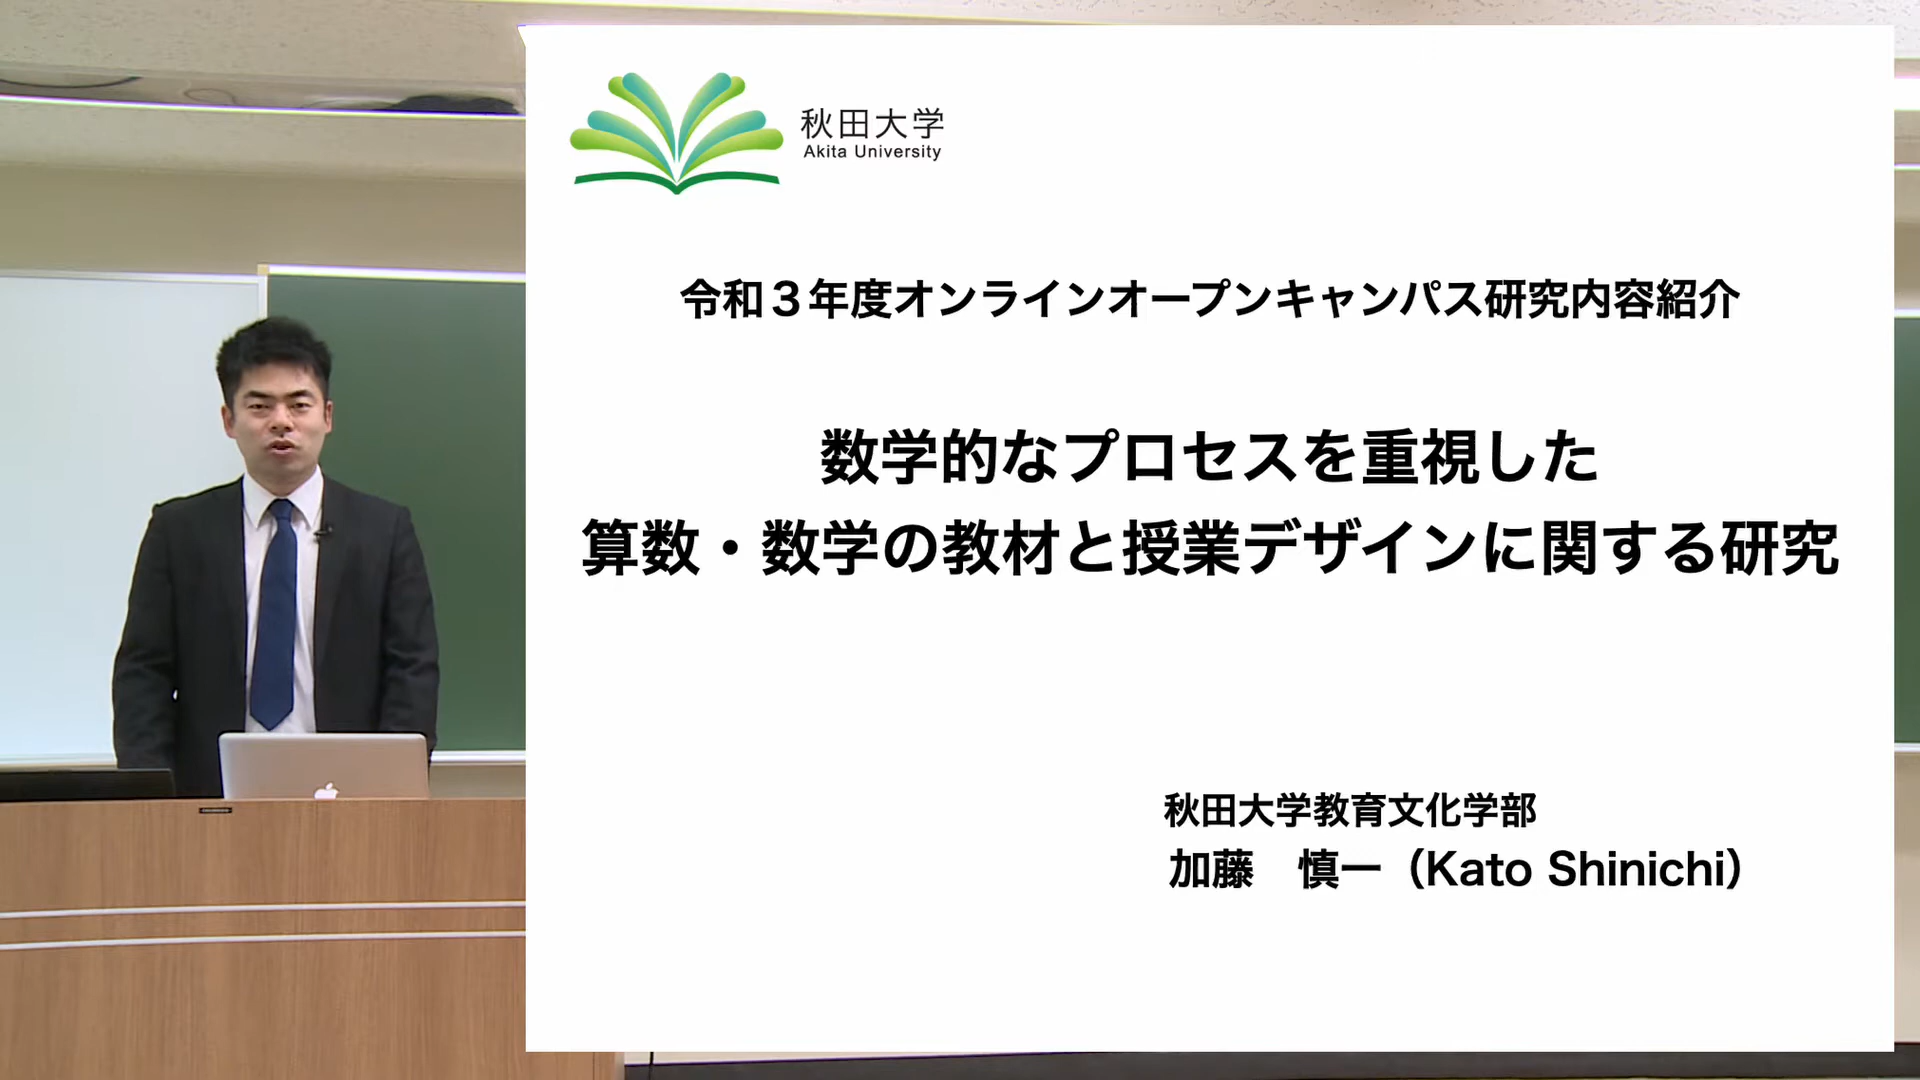 秋田大学
Akita University
令和３年度オンラインオープンキャンパス研究内容紹介
数学的なプロセスを重視した
算数・数学の教材と授業デザインに関する研究
秋田大学教育文化学部
加藤　慎一（Kato Shinichi）